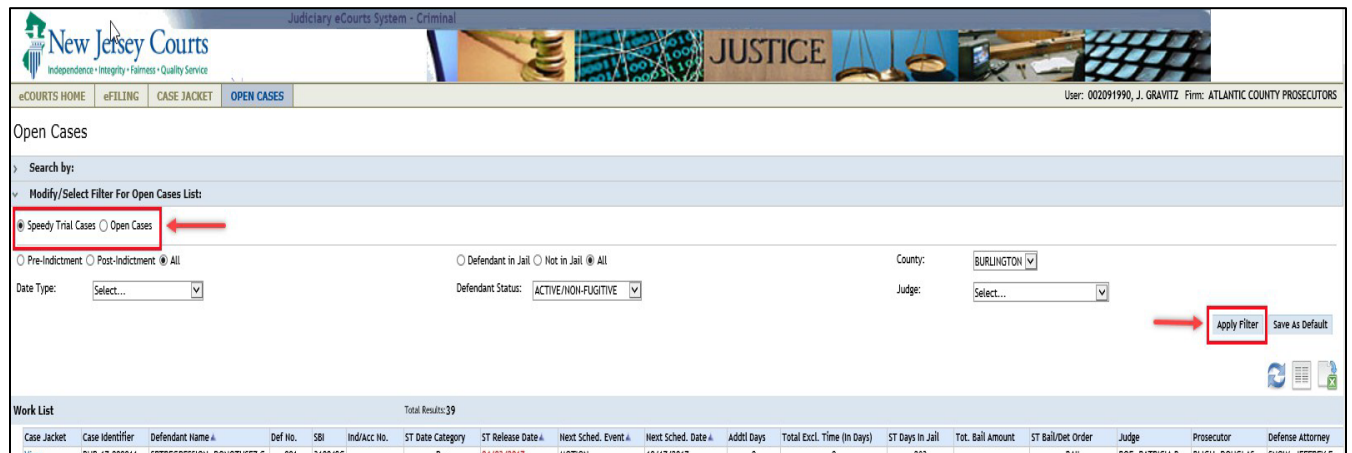 Judiciary eCourts System - Criminal
New Jersey Courts
Independence • Integrity • Fairness • Quality Service
JUSTICE
eCOURTS HOME eFILING CASE JACKET OPEN CASES User: 002091990, J. GRAVITZ Firm: ATLANTIC COUNTY PROSECUTORS
Open Cases
Search by:
Modify/Select Filter For Open Cases List:
Speedy Trial Cases Open Cases
Pre-Indictment Post-Indictment All Defendant in Jail Not in Jail All County: BURLINGTON
Date Type: Select... Defendant Status: ACTIVE/NON-FUGITIVE Judge: Select...
Apply Filter Save As Default
Work List Total Results: 39
Case Jacket Case Identifier Defendant Name Def No. SBI Ind/Acc No. ST Date Category ST Release Date Next Sched. Event Next Sched. Date Addtl Days Total Excl. Time (In Days) ST Days In Jail Tot. Bail Amount ST Bail/Det Order Judge Prosecutor Defense Attorney